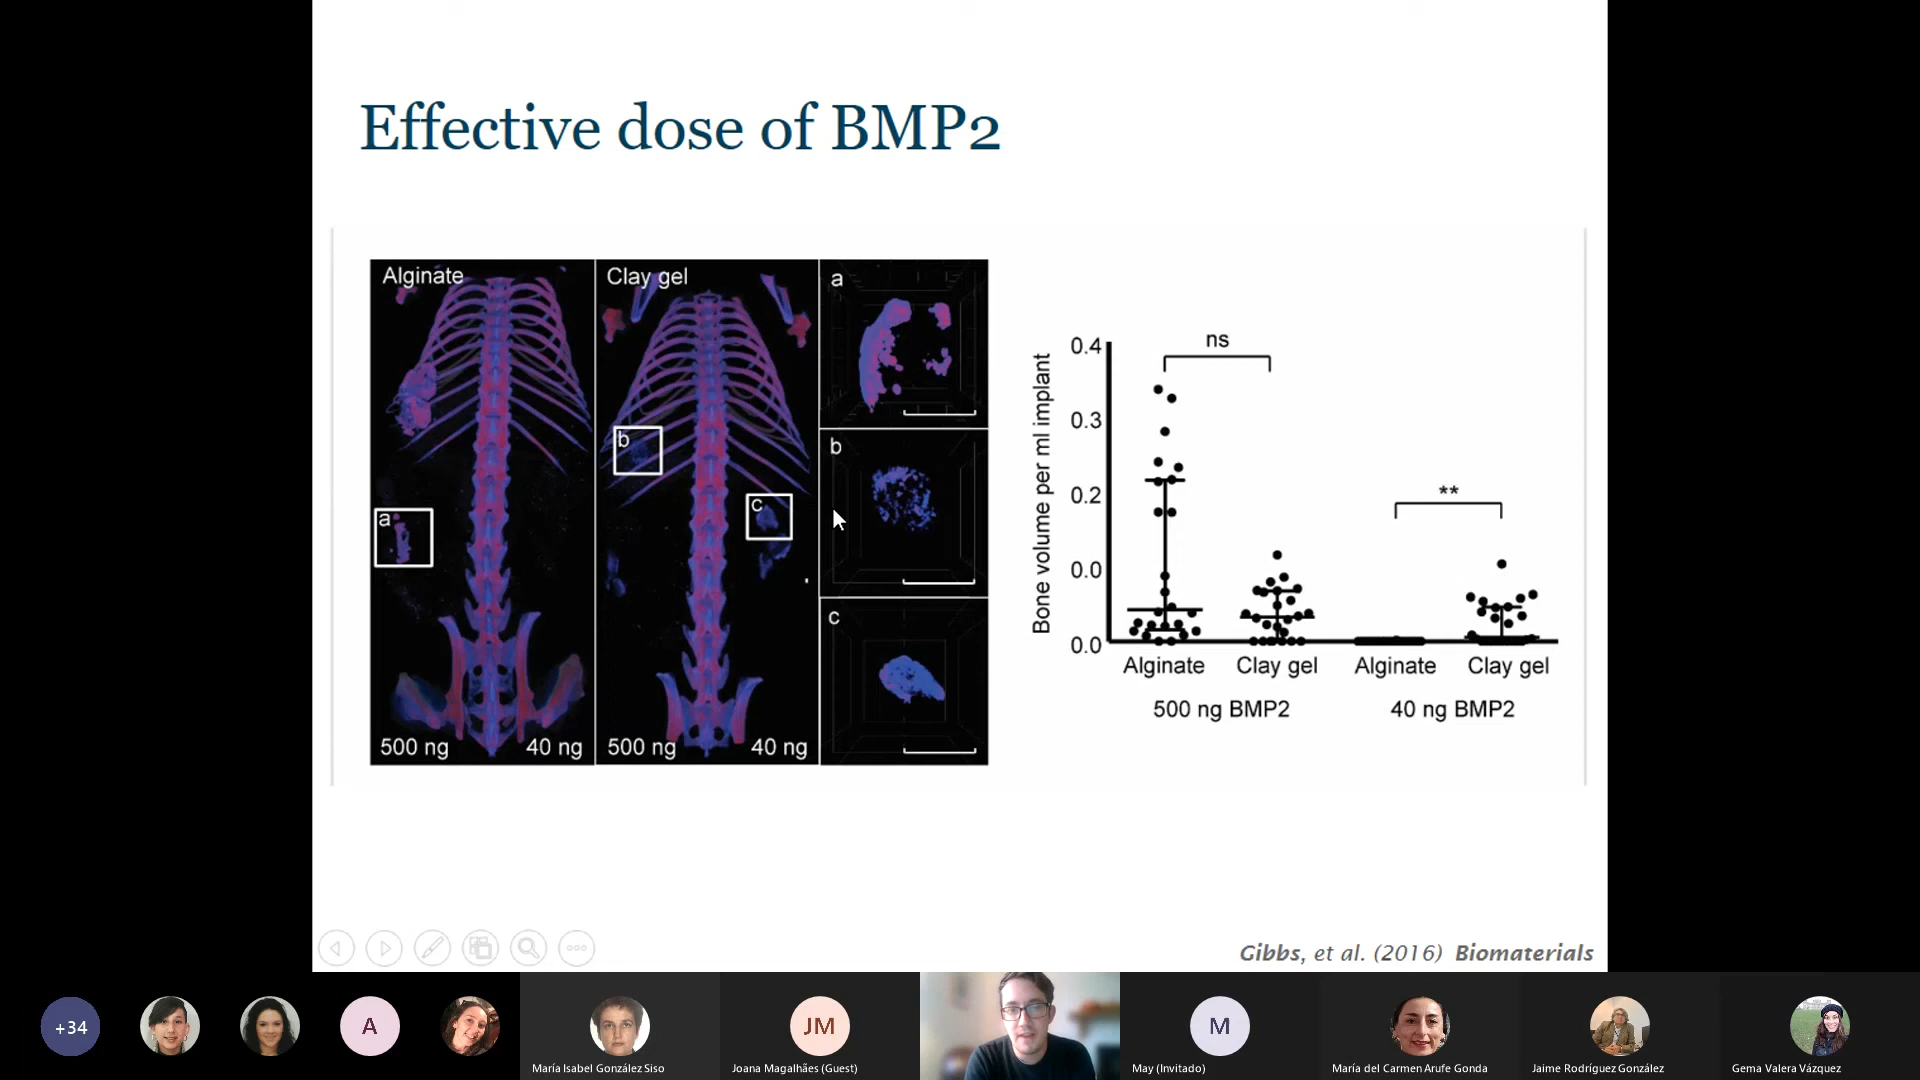 Effective dose of BMP2
Alginate
Clay gel
a
b
c
a
b
c
500 ng
40 ng
500 ng
40 ng
Bone volume per ml implant
0.4
0.3
0.2
0.0
0.0
ns
**
Alginate
Clay gel
Alginate
Clay gel
500 ng BMP2
40 ng BMP2
Gibbs, et al. (2016) Biomaterials
+34
A
JM
M
María Isabel González Siso
Joana Magalhães (Guest)
May (Invitado)
María del Carmen Arufe Gonda
Jaime Rodríguez González
Gema Valera Vázquez